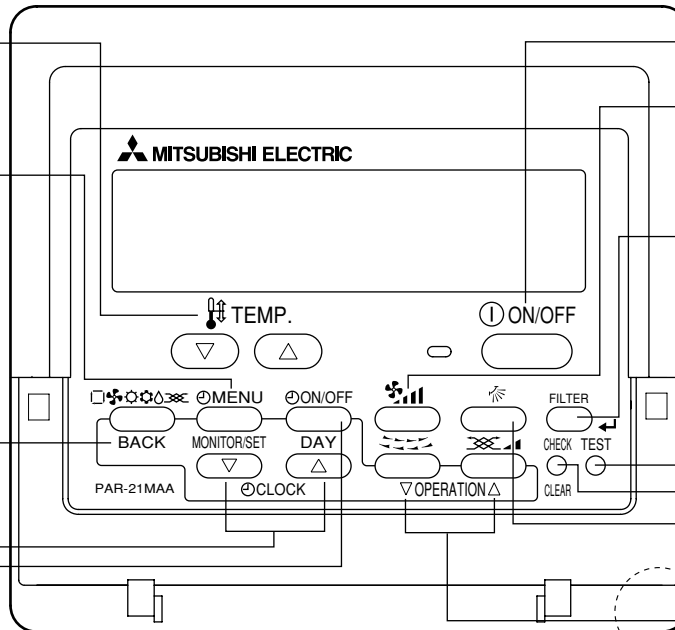 MITSUBISHI ELECTRIC
TEMP.
ON/OFF
MENU
ON/OFF
FILTER
BACK
MONITOR/SET
DAY
CHECK
TEST
PAR-21MAA
CLOCK
OPERATION
CLEAR